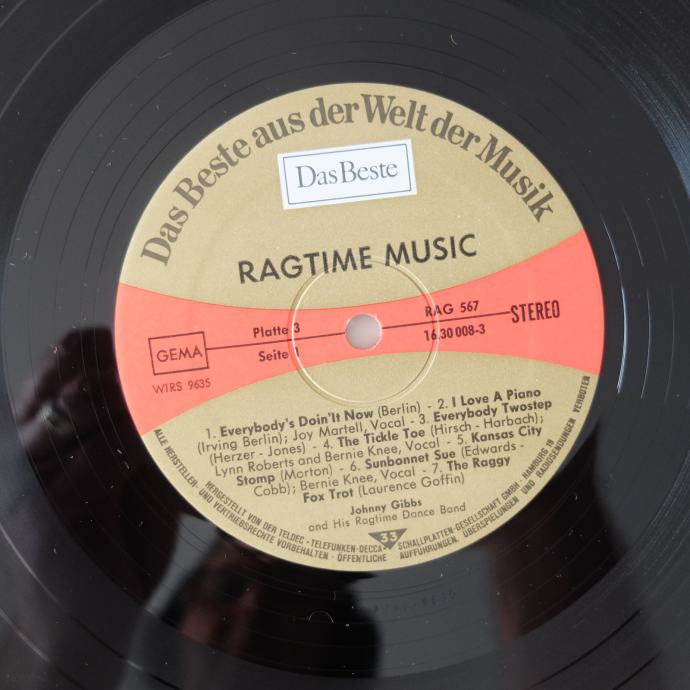 Das Beste aus der Welt der Musik
Das Beste
RAGTIME MUSIC
Platte 3
RAG 567
STEREO
GEMA
Seite 1
16.30 008-3
WIRS 9635
1. Everybody's Doin'It Now (Berlin) - 2. I Love A Piano
(Irving Berlin); Joy Martell, Vocal - 3. Everybody Twostep
(Herzer - Jones) - 4. The Tickle Toe (Hirsch - Harbach);
Lynn Roberts and Bernie Knee, Vocal - 5. Kansas City
Stomp (Morton) - 6. Sunbonnet Sue (Edwards -
Cobb); Bernie Knee, Vocal - 7. The Raggy
Fox Trot (Laurence Goffin)
Johnny Gibbs
and His Ragtime Dance Band
33
HERGESTELLT VON DER TELDEC • TELEFUNKEN-DECCA SCHALLPLATTEN-GESELLSCHAFT GMBH • HAMBURG 19
ALLE HERSTELLER- UND VERTRIEBSRECHTE VORBEHALTEN - ÖFFENTLICHE AUFFÜHRUNGEN, ÜBERSPIELUNGEN UND RADIOSENDUNGEN VERBOTEN